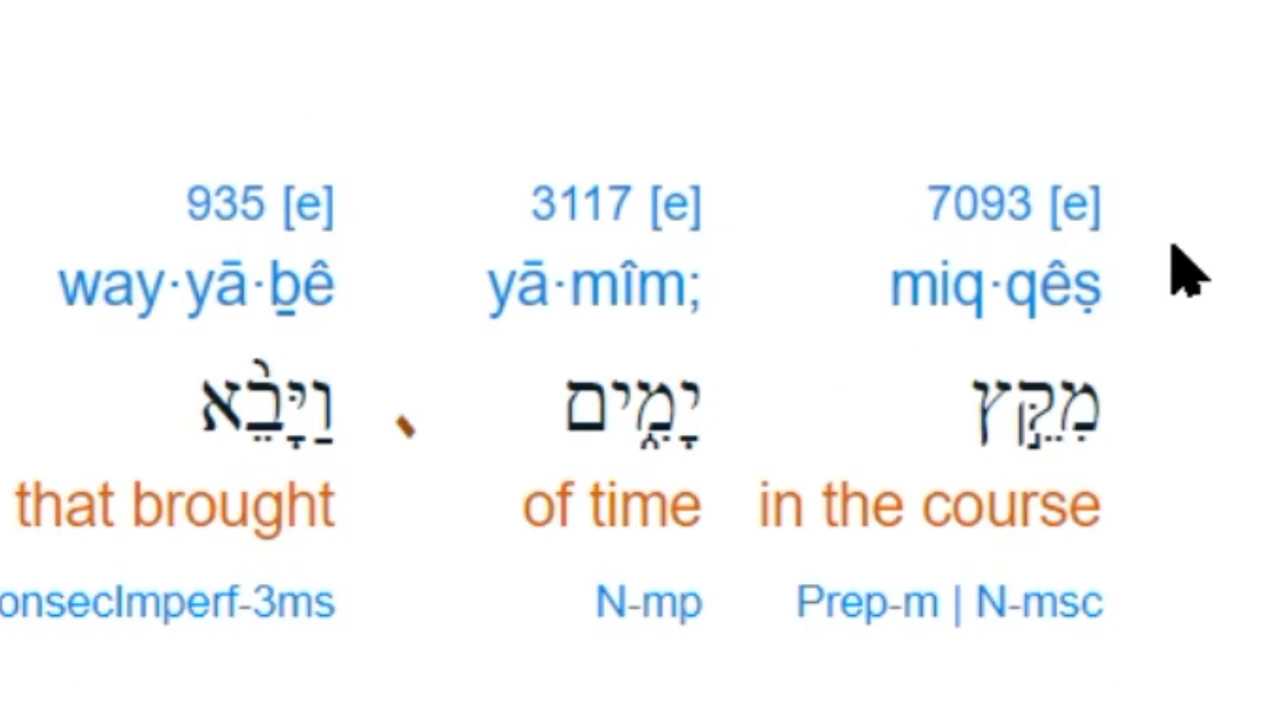 935 [e] 3117 [e] 7093 [e]
way·yā·ḇê yā·mîm; miq·qêṣ
מִקֵּ֣ץ יָמִ֑ים וַיָּבֵ֨א
that brought of time in the course
onsecImperf-3ms N-mp Prep-m | N-msc